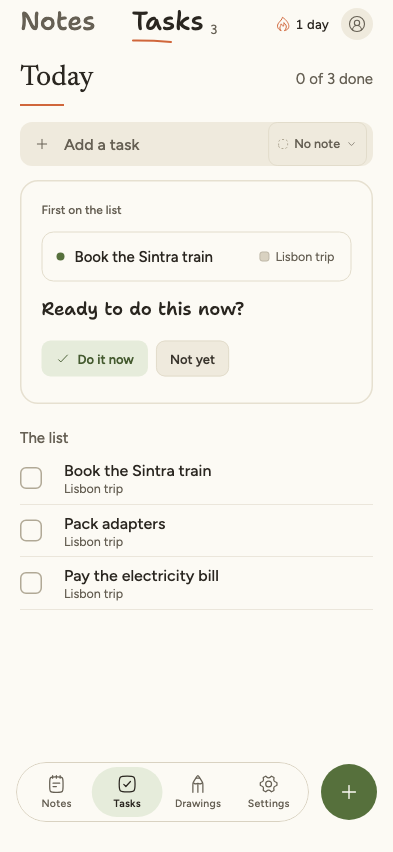 Notes Tasks 3 1 day
Today 0 of 3 done
+ Add a task No note
First on the list
Book the Sintra train Lisbon trip
Ready to do this now?
Do it now Not yet
The list
Book the Sintra train
Lisbon trip
Pack adapters
Lisbon trip
Pay the electricity bill
Lisbon trip
Notes Tasks Drawings Settings +